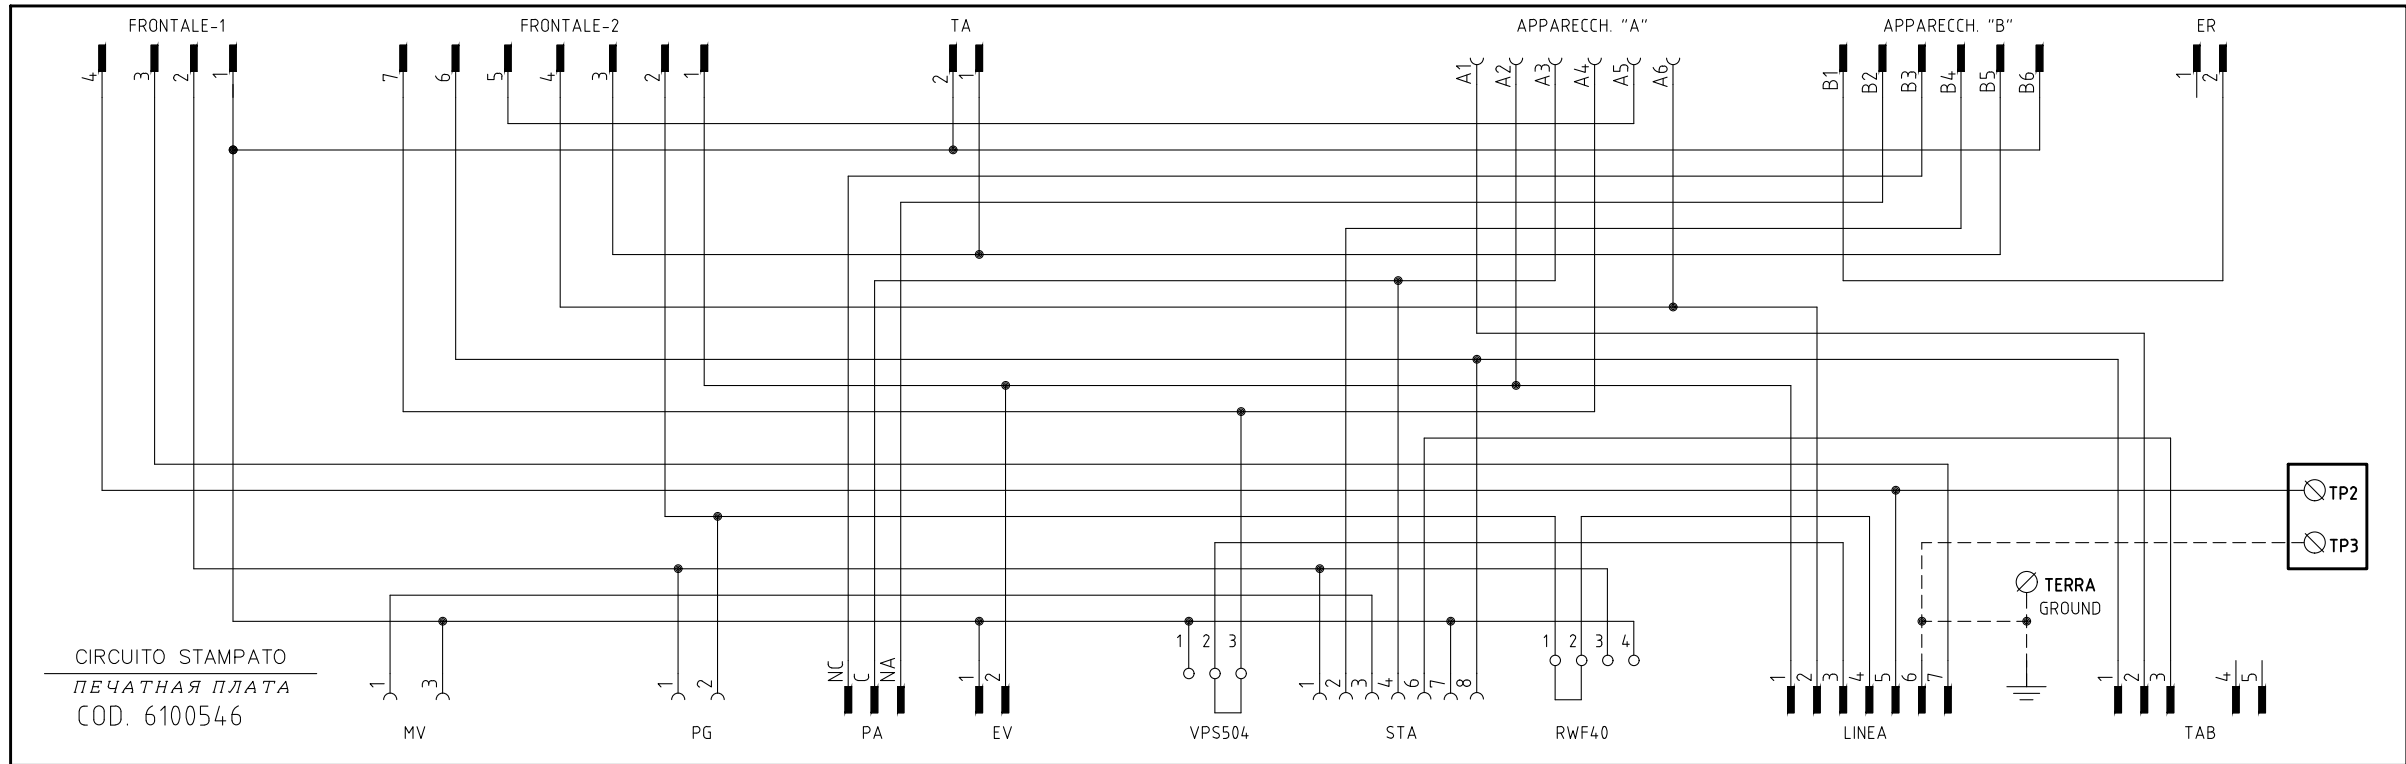 FRONTALE-1 FRONTALE-2 TA APPARECCH. "A" APPARECCH. "B" ER
4 3 2 1 7 6 5 4 3 2 1 2 1 A1 A2 A3 A4 A5 A6 B1 B2 B3 B4 B5 B6 1 2
TP2
TP3
TERRA
GROUND
CIRCUITO STAMPATO
ПЕЧАТНАЯ ПЛАТА
COD. 6100546
1 3 1 2 NC C NA 1 2 1 2 3 1 2 3 4 6 7 8 1 2 3 4 1 2 3 4 5 6 7 1 2 3 4 5
MV PG PA EV VPS504 STA RWF40 LINEA TAB